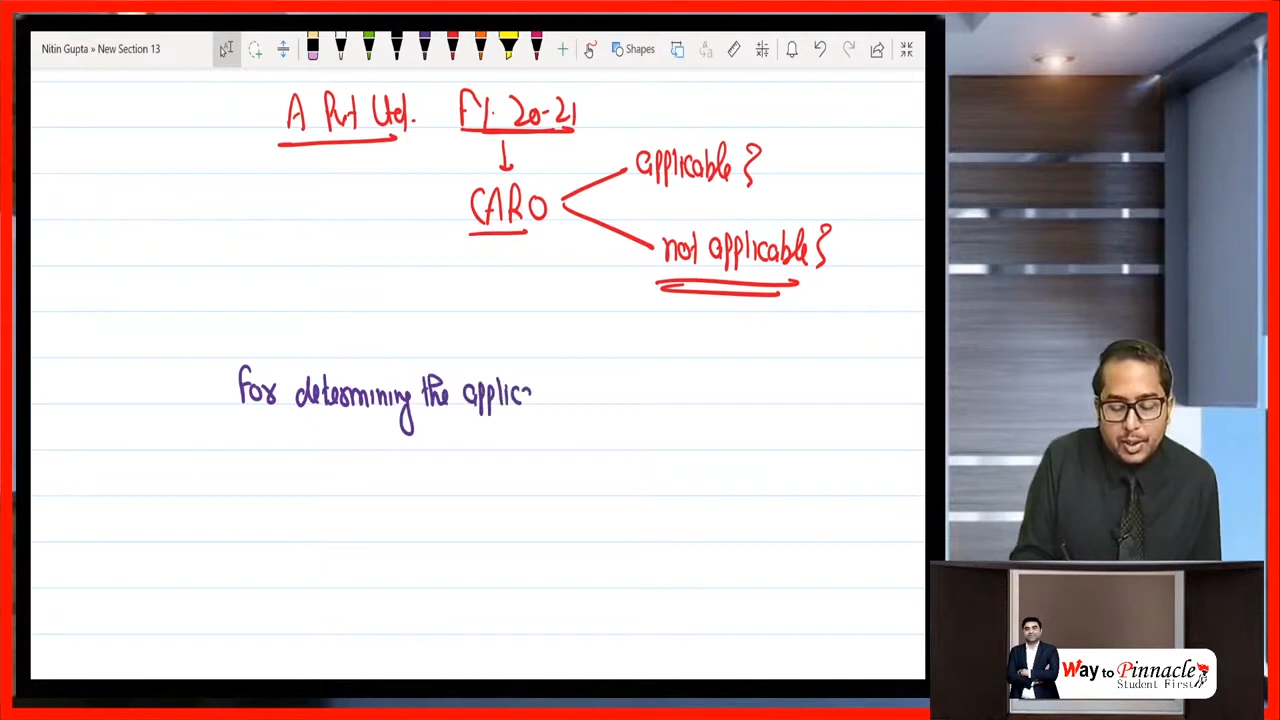 Nitin Gupta » New Section 13
Shapes
A Pvt Ltd. FY. 20-21
applicable?
CARO
not applicable?
For determining the applic
Way to Pinnacle
Student First